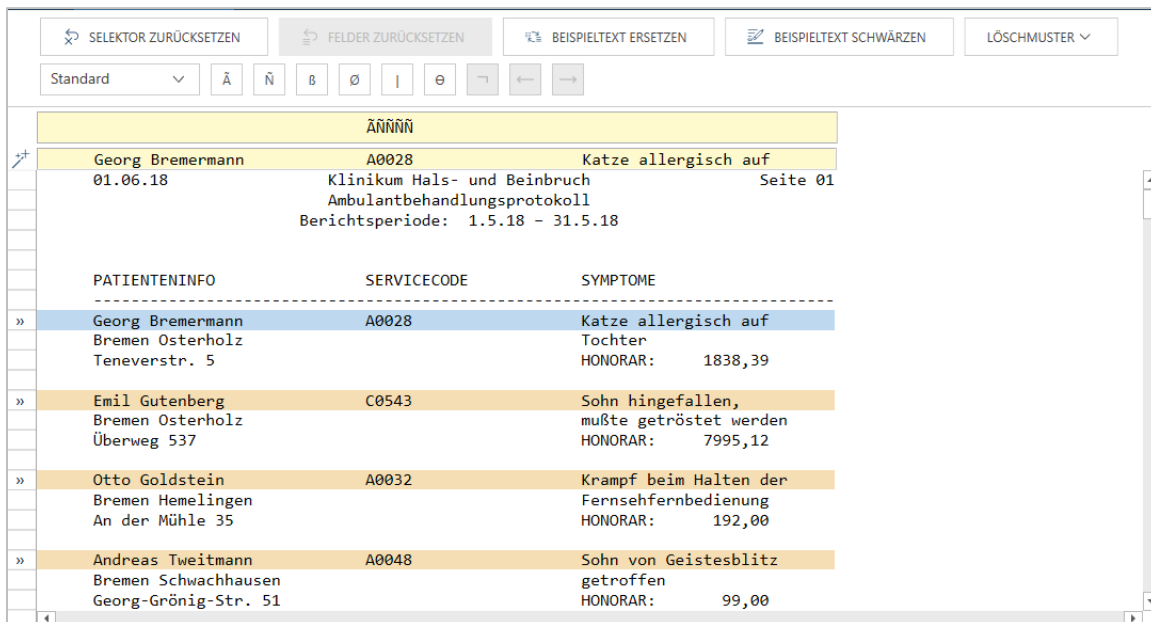 SELEKTOR ZURÜCKSETZEN FELDER ZURÜCKSETZEN BEISPIELTEXT ERSETZEN BEISPIELTEXT SCHWÄRZEN LÖSCHMUSTER
Standard Ã Ñ ß Ø | ɵ ¬ ← →
ÃÑÑÑÑ
Georg Bremermann A0028 Katze allergisch auf
01.06.18 Klinikum Hals- und Beinbruch Seite 01
Ambulantbehandlungsprotokoll
Berichtsperiode: 1.5.18 – 31.5.18
PATIENTENINFO SERVICECODE SYMPTOME
-------------------------------------------------------------------------------
» Georg Bremermann A0028 Katze allergisch auf
Bremen Osterholz Tochter
Teneverstr. 5 HONORAR: 1838,39
» Emil Gutenberg C0543 Sohn hingefallen,
Bremen Osterholz mußte getröstet werden
Überweg 537 HONORAR: 7995,12
» Otto Goldstein A0032 Krampf beim Halten der
Bremen Hemelingen Fernsehfernbedienung
An der Mühle 35 HONORAR: 192,00
» Andreas Tweitmann A0048 Sohn von Geistesblitz
Bremen Schwachhausen getroffen
Georg-Grönig-Str. 51 HONORAR: 99,00